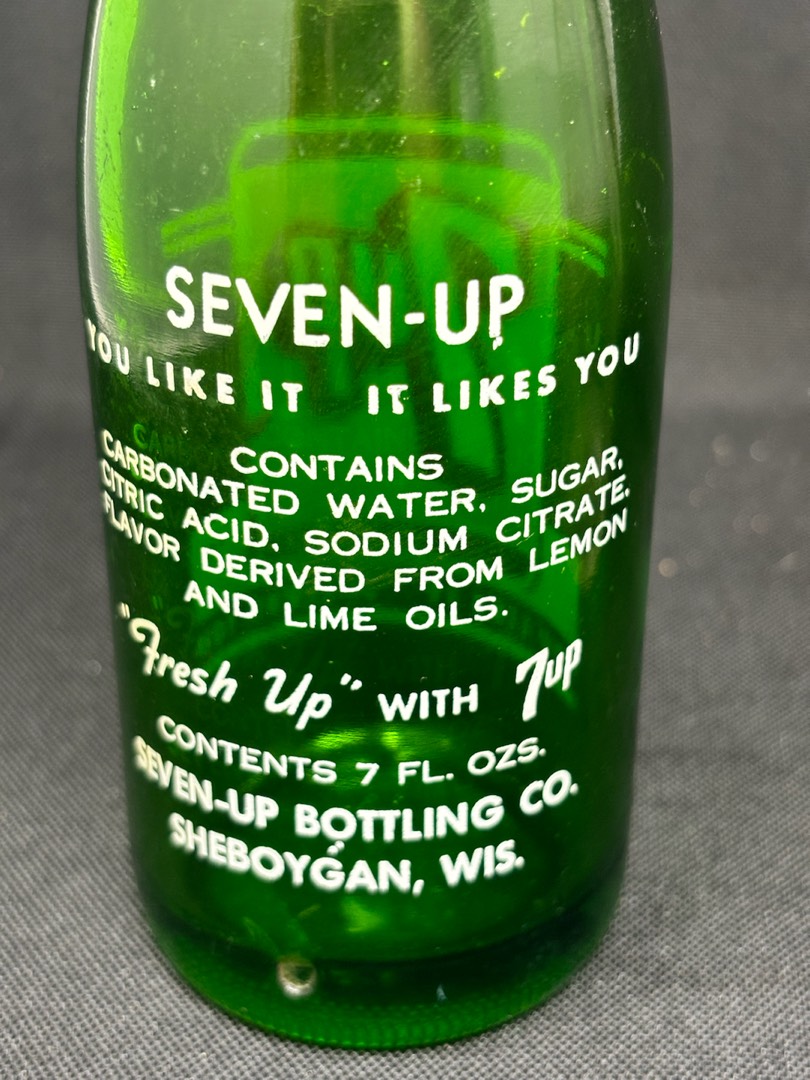 SEVEN-UP
YOU LIKE IT IT LIKES YOU
CONTAINS
CARBONATED WATER, SUGAR,
CITRIC ACID, SODIUM CITRATE,
FLAVOR DERIVED FROM LEMON
AND LIME OILS.
"Fresh Up" WITH 7UP
CONTENTS 7 FL. OZS.
SEVEN-UP BOTTLING CO.
SHEBOYGAN, WIS.